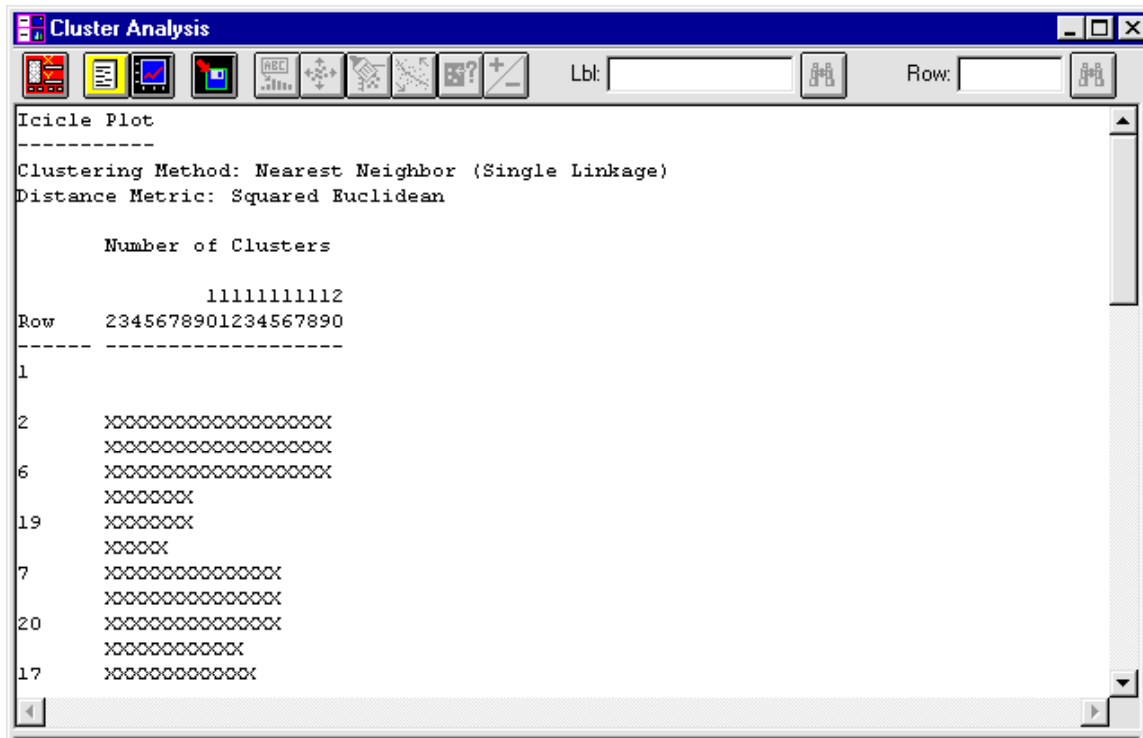 Cluster Analysis
Lbl: Row:
Icicle Plot
-----------
Clustering Method: Nearest Neighbor (Single Linkage)
Distance Metric: Squared Euclidean
Number of Clusters
11111111112
Row 2345678901234567890
------ -------------------
1
2 XXXXXXXXXXXXXXXXXX
XXXXXXXXXXXXXXXXXX
6 XXXXXXXXXXXXXXXXXX
XXXXXXX
19 XXXXXXX
XXXXX
7 XXXXXXXXXXXXXX
XXXXXXXXXXXXXX
20 XXXXXXXXXXXXXX
XXXXXXXXXXX
17 XXXXXXXXXXXX